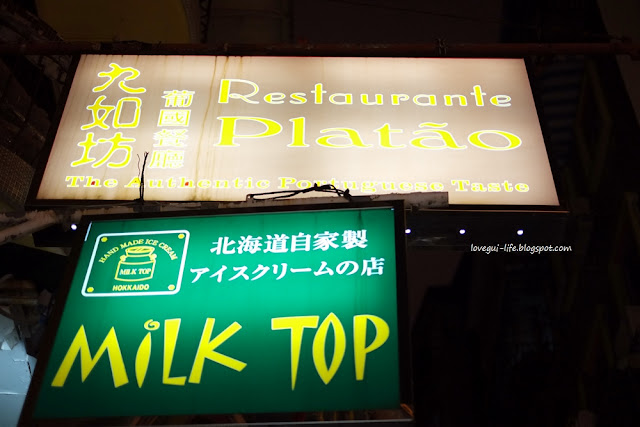 九如坊
葡國餐廳
Restaurante
Platão
The Authentic Portuguese Taste
lovegui-life.blogspot.com
HAND MADE ICE CREAM
MILK TOP
HOKKAIDO
北海道自家製
アイスクリームの店
MiLK TOP